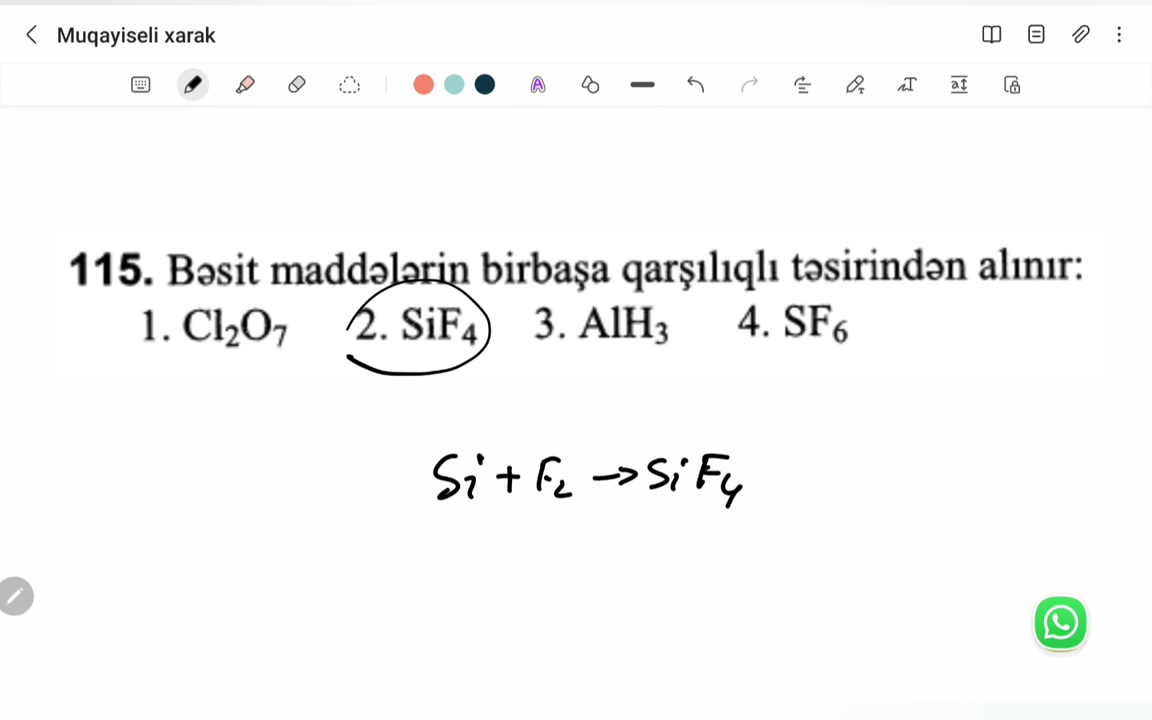 Muqayiseli xarak
115. Bəsit maddələrin birbaşa qarşılıqlı təsirindən alınır:
1. Cl₂O₇ 2. SiF₄ 3. AlH₃ 4. SF₆
Si + F₂ → SiF₄